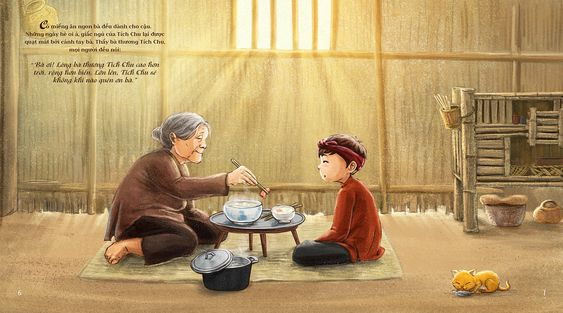 Có miếng ăn ngon bà đều dành cho cậu.
Những ngày hè oi ả, giấc ngủ của Tích Chu lại được
quạt mát bởi cánh tay bà. Thấy bà thương Tích Chu,
mọi người đều nói:
“Bà ơi! Lòng bà thương Tích Chu cao hơn
trời, rộng hơn biển. Lớn lên, Tích Chu sẽ
không khi nào quên ơn bà.”
6